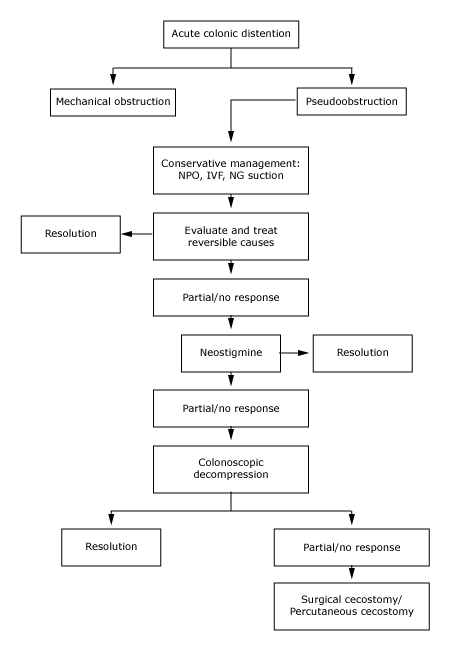 Acute colonic distention
Mechanical obstruction
Pseudoobstruction
Conservative management:
NPO, IVF, NG suction
Evaluate and treat
reversible causes
Resolution
Partial/no response
Neostigmine
Resolution
Partial/no response
Colonoscopic
decompression
Resolution
Partial/no response
Surgical cecostomy/
Percutaneous cecostomy